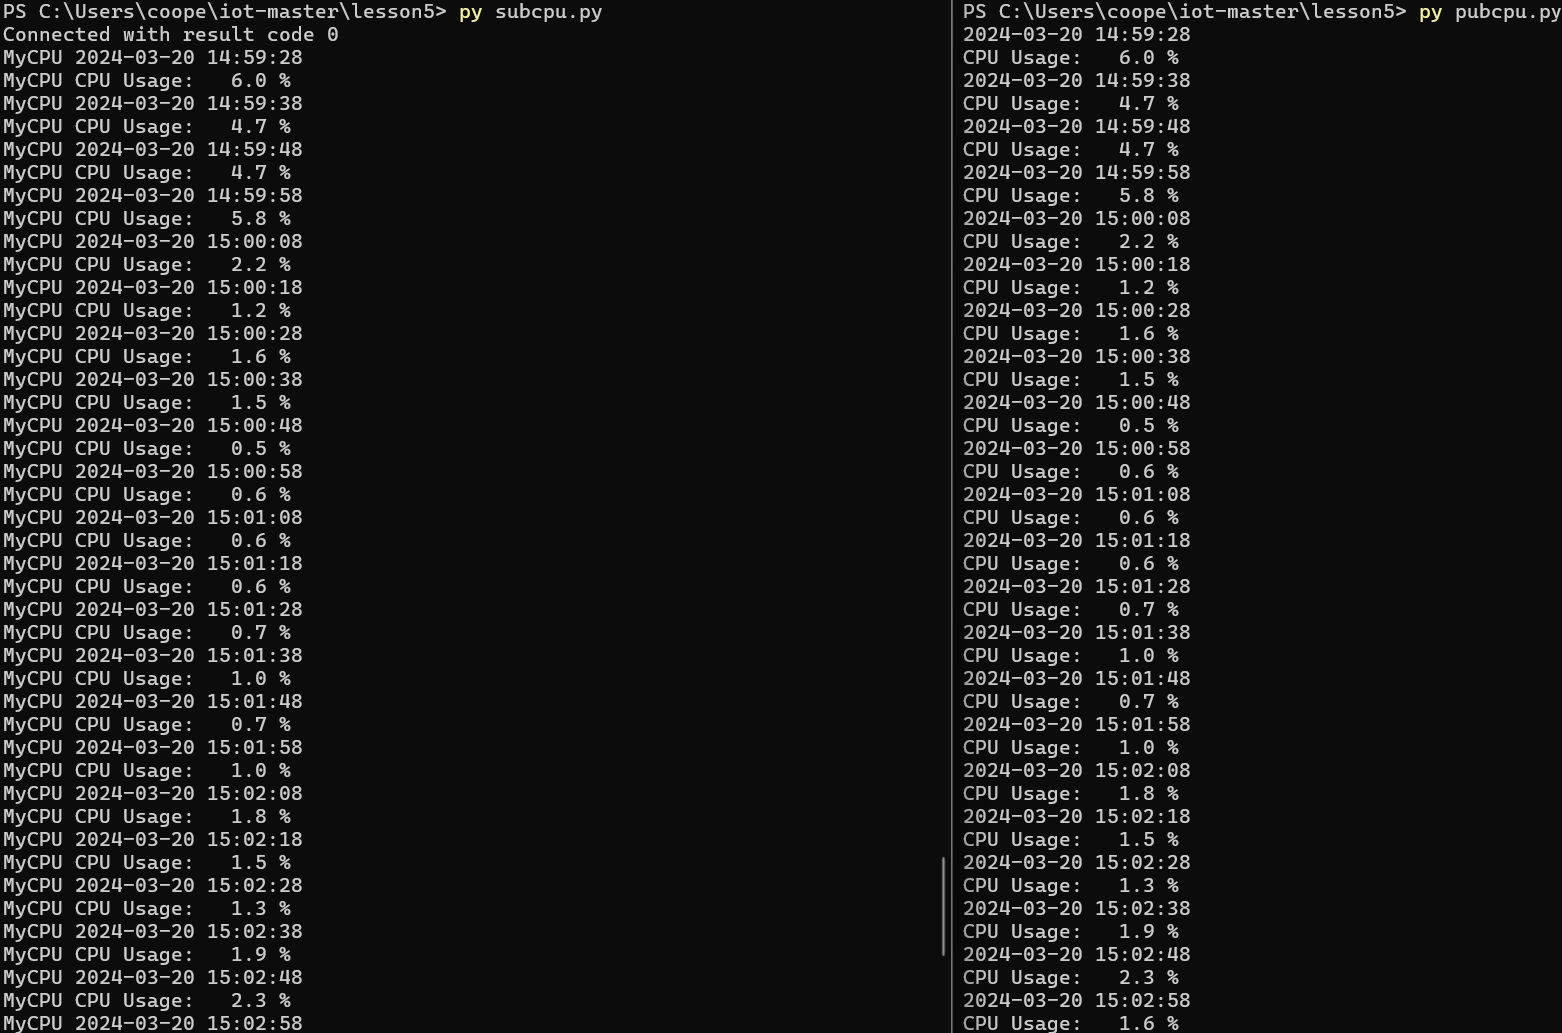 PS C:\Users\coope\iot-master\lesson5> py subcpu.py
Connected with result code 0
MyCPU 2024-03-20 14:59:28
MyCPU CPU Usage:   6.0 %
MyCPU 2024-03-20 14:59:38
MyCPU CPU Usage:   4.7 %
MyCPU 2024-03-20 14:59:48
MyCPU CPU Usage:   4.7 %
MyCPU 2024-03-20 14:59:58
MyCPU CPU Usage:   5.8 %
MyCPU 2024-03-20 15:00:08
MyCPU CPU Usage:   2.2 %
MyCPU 2024-03-20 15:00:18
MyCPU CPU Usage:   1.2 %
MyCPU 2024-03-20 15:00:28
MyCPU CPU Usage:   1.6 %
MyCPU 2024-03-20 15:00:38
MyCPU CPU Usage:   1.5 %
MyCPU 2024-03-20 15:00:48
MyCPU CPU Usage:   0.5 %
MyCPU 2024-03-20 15:00:58
MyCPU CPU Usage:   0.6 %
MyCPU 2024-03-20 15:01:08
MyCPU CPU Usage:   0.6 %
MyCPU 2024-03-20 15:01:18
MyCPU CPU Usage:   0.6 %
MyCPU 2024-03-20 15:01:28
MyCPU CPU Usage:   0.7 %
MyCPU 2024-03-20 15:01:38
MyCPU CPU Usage:   1.0 %
MyCPU 2024-03-20 15:01:48
MyCPU CPU Usage:   0.7 %
MyCPU 2024-03-20 15:01:58
MyCPU CPU Usage:   1.0 %
MyCPU 2024-03-20 15:02:08
MyCPU CPU Usage:   1.8 %
MyCPU 2024-03-20 15:02:18
MyCPU CPU Usage:   1.5 %
MyCPU 2024-03-20 15:02:28
MyCPU CPU Usage:   1.3 %
MyCPU 2024-03-20 15:02:38
MyCPU CPU Usage:   1.9 %
MyCPU 2024-03-20 15:02:48
MyCPU CPU Usage:   2.3 %
MyCPU 2024-03-20 15:02:58
PS C:\Users\coope\iot-master\lesson5> py pubcpu.py
2024-03-20 14:59:28
CPU Usage:   6.0 %
2024-03-20 14:59:38
CPU Usage:   4.7 %
2024-03-20 14:59:48
CPU Usage:   4.7 %
2024-03-20 14:59:58
CPU Usage:   5.8 %
2024-03-20 15:00:08
CPU Usage:   2.2 %
2024-03-20 15:00:18
CPU Usage:   1.2 %
2024-03-20 15:00:28
CPU Usage:   1.6 %
2024-03-20 15:00:38
CPU Usage:   1.5 %
2024-03-20 15:00:48
CPU Usage:   0.5 %
2024-03-20 15:00:58
CPU Usage:   0.6 %
2024-03-20 15:01:08
CPU Usage:   0.6 %
2024-03-20 15:01:18
CPU Usage:   0.6 %
2024-03-20 15:01:28
CPU Usage:   0.7 %
2024-03-20 15:01:38
CPU Usage:   1.0 %
2024-03-20 15:01:48
CPU Usage:   0.7 %
2024-03-20 15:01:58
CPU Usage:   1.0 %
2024-03-20 15:02:08
CPU Usage:   1.8 %
2024-03-20 15:02:18
CPU Usage:   1.5 %
2024-03-20 15:02:28
CPU Usage:   1.3 %
2024-03-20 15:02:38
CPU Usage:   1.9 %
2024-03-20 15:02:48
CPU Usage:   2.3 %
2024-03-20 15:02:58
CPU Usage:   1.6 %